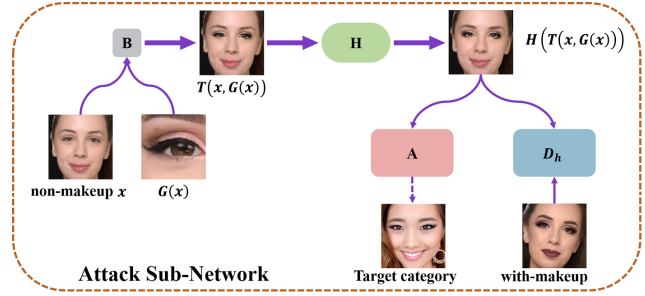 B
H
T(x, G(x))
H(T(x, G(x)))
A
D_h
non-makeup x
G(x)
Attack Sub-Network
Target category
with-makeup